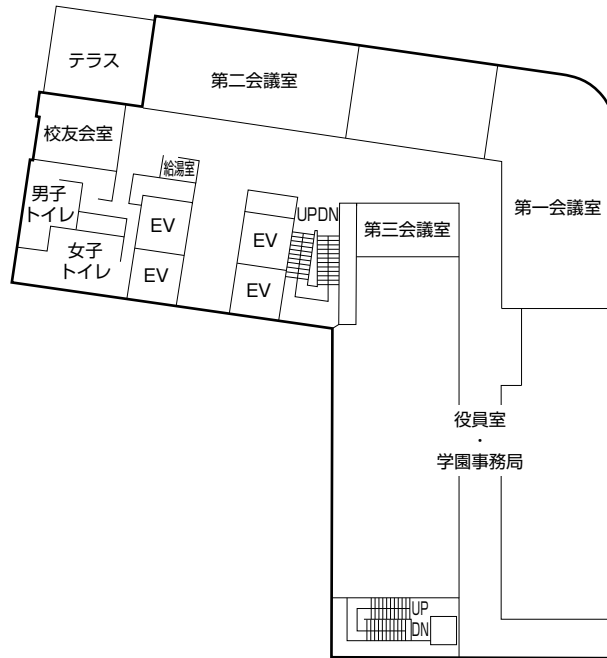 テラス
第二会議室
校友会室
給湯室
男子
トイレ
女子
トイレ
EV
EV
EV
EV
UPDN
第三会議室
第一会議室
役員室
・
学園事務局
UP
DN